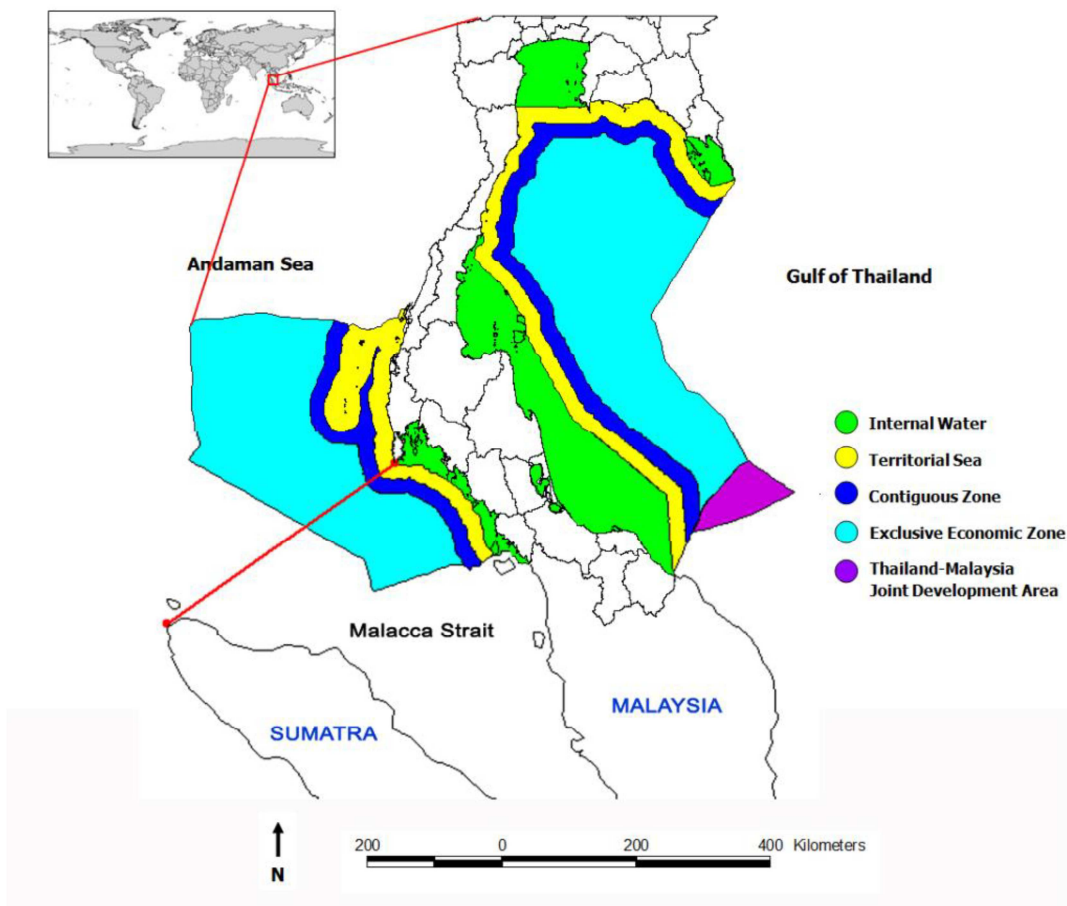 Andaman Sea
Gulf of Thailand
Internal Water
Territorial Sea
Contiguous Zone
Exclusive Economic Zone
Thailand-Malaysia
Joint Development Area
Malacca Strait
MALAYSIA
SUMATRA
N
200 0 200 400 Kilometers